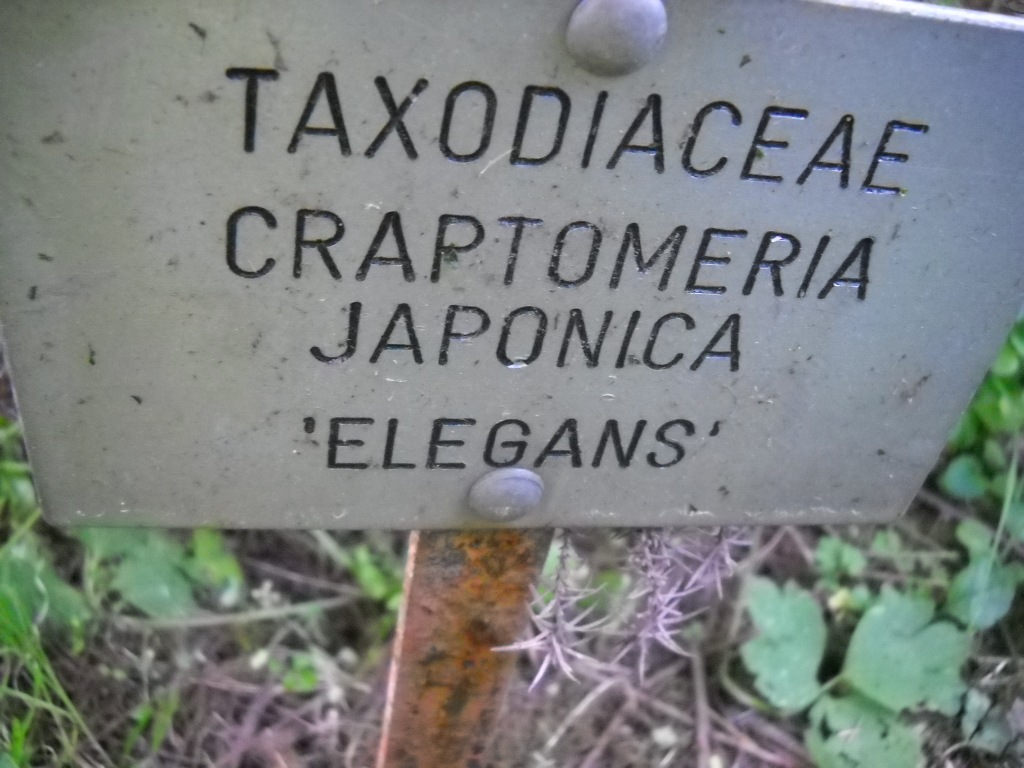 TAXODIACEAE
CRAPTOMERIA
JAPONICA
'ELEGANS'